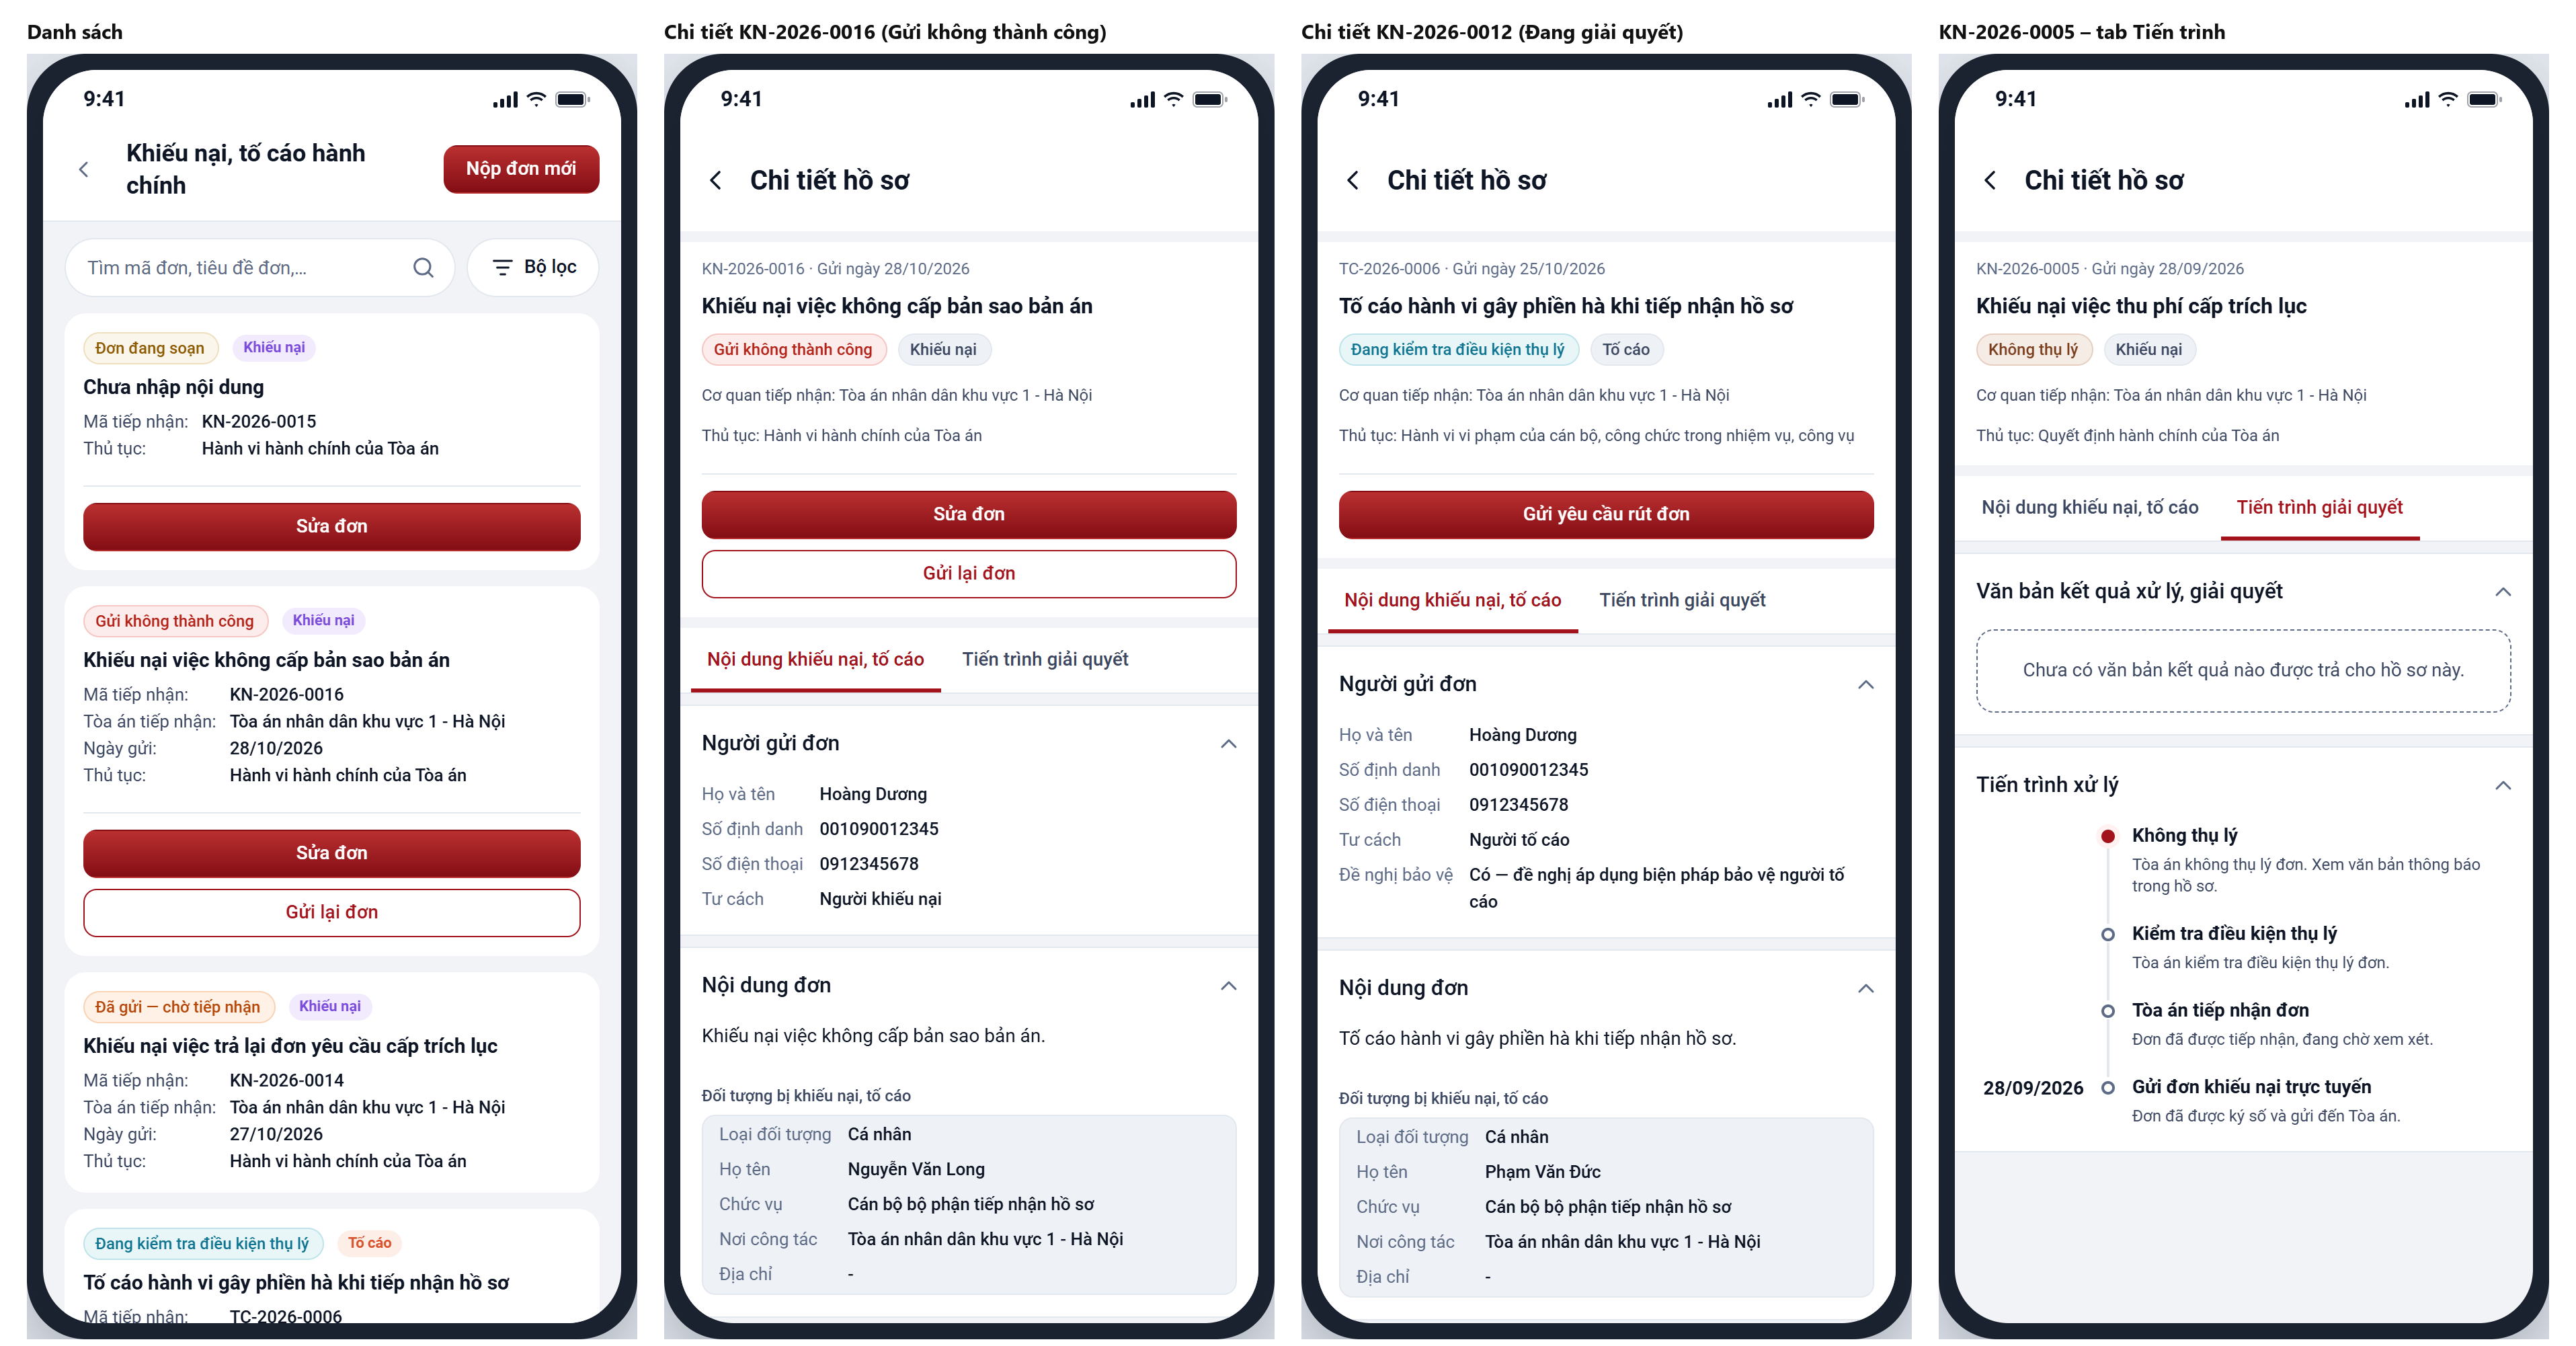 Danh sách
9:41
Khiếu nại, tố cáo hành
chính
Nộp đơn mới
Tìm mã đơn, tiêu đề đơn,...
Bộ lọc
Đơn đang soạn
Khiếu nại
Chưa nhập nội dung
Mã tiếp nhận: KN-2026-0015
Thủ tục: Hành vi hành chính của Tòa án
Sửa đơn
Gửi không thành công
Khiếu nại
Khiếu nại việc không cấp bản sao bản án
Mã tiếp nhận: KN-2026-0016
Tòa án tiếp nhận: Tòa án nhân dân khu vực 1 - Hà Nội
Ngày gửi: 28/10/2026
Thủ tục: Hành vi hành chính của Tòa án
Sửa đơn
Gửi lại đơn
Đã gửi — chờ tiếp nhận
Khiếu nại
Khiếu nại việc trả lại đơn yêu cầu cấp trích lục
Mã tiếp nhận: KN-2026-0014
Tòa án tiếp nhận: Tòa án nhân dân khu vực 1 - Hà Nội
Ngày gửi: 27/10/2026
Thủ tục: Hành vi hành chính của Tòa án
Đang kiểm tra điều kiện thụ lý
Tố cáo
Tố cáo hành vi gây phiền hà khi tiếp nhận hồ sơ
Mã tiếp nhận: TC-2026-0006
Chi tiết KN-2026-0016 (Gửi không thành công)
9:41
Chi tiết hồ sơ
KN-2026-0016 · Gửi ngày 28/10/2026
Khiếu nại việc không cấp bản sao bản án
Gửi không thành công
Khiếu nại
Cơ quan tiếp nhận: Tòa án nhân dân khu vực 1 - Hà Nội
Thủ tục: Hành vi hành chính của Tòa án
Sửa đơn
Gửi lại đơn
Nội dung khiếu nại, tố cáo
Tiến trình giải quyết
Người gửi đơn
Họ và tên Hoàng Dương
Số định danh 001090012345
Số điện thoại 0912345678
Tư cách Người khiếu nại
Nội dung đơn
Khiếu nại việc không cấp bản sao bản án.
Đối tượng bị khiếu nại, tố cáo
Loại đối tượng Cá nhân
Họ tên Nguyễn Văn Long
Chức vụ Cán bộ bộ phận tiếp nhận hồ sơ
Nơi công tác Tòa án nhân dân khu vực 1 - Hà Nội
Địa chỉ -
Chi tiết KN-2026-0012 (Đang giải quyết)
9:41
Chi tiết hồ sơ
TC-2026-0006 · Gửi ngày 25/10/2026
Tố cáo hành vi gây phiền hà khi tiếp nhận hồ sơ
Đang kiểm tra điều kiện thụ lý
Tố cáo
Cơ quan tiếp nhận: Tòa án nhân dân khu vực 1 - Hà Nội
Thủ tục: Hành vi vi phạm của cán bộ, công chức trong nhiệm vụ, công vụ
Gửi yêu cầu rút đơn
Nội dung khiếu nại, tố cáo
Tiến trình giải quyết
Người gửi đơn
Họ và tên Hoàng Dương
Số định danh 001090012345
Số điện thoại 0912345678
Tư cách Người tố cáo
Đề nghị bảo vệ Có — đề nghị áp dụng biện pháp bảo vệ người tố
cáo
Nội dung đơn
Tố cáo hành vi gây phiền hà khi tiếp nhận hồ sơ.
Đối tượng bị khiếu nại, tố cáo
Loại đối tượng Cá nhân
Họ tên Phạm Văn Đức
Chức vụ Cán bộ bộ phận tiếp nhận hồ sơ
Nơi công tác Tòa án nhân dân khu vực 1 - Hà Nội
Địa chỉ -
KN-2026-0005 – tab Tiến trình
9:41
Chi tiết hồ sơ
KN-2026-0005 · Gửi ngày 28/09/2026
Khiếu nại việc thu phí cấp trích lục
Không thụ lý
Khiếu nại
Cơ quan tiếp nhận: Tòa án nhân dân khu vực 1 - Hà Nội
Thủ tục: Quyết định hành chính của Tòa án
Nội dung khiếu nại, tố cáo
Tiến trình giải quyết
Văn bản kết quả xử lý, giải quyết
Chưa có văn bản kết quả nào được trả cho hồ sơ này.
Tiến trình xử lý
Không thụ lý
Tòa án không thụ lý đơn. Xem văn bản thông báo
trong hồ sơ.
Kiểm tra điều kiện thụ lý
Tòa án kiểm tra điều kiện thụ lý đơn.
Tòa án tiếp nhận đơn
Đơn đã được tiếp nhận, đang chờ xem xét.
28/09/2026 Gửi đơn khiếu nại trực tuyến
Đơn đã được ký số và gửi đến Tòa án.